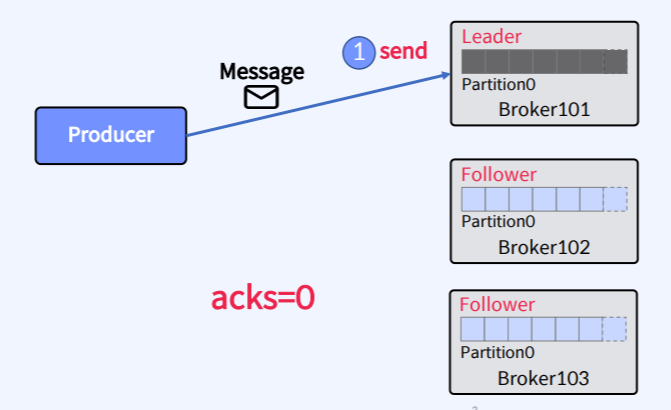 1 send
Message
Producer
Leader
Partition0
Broker101
Follower
Partition0
Broker102
acks=0
Follower
Partition0
Broker103